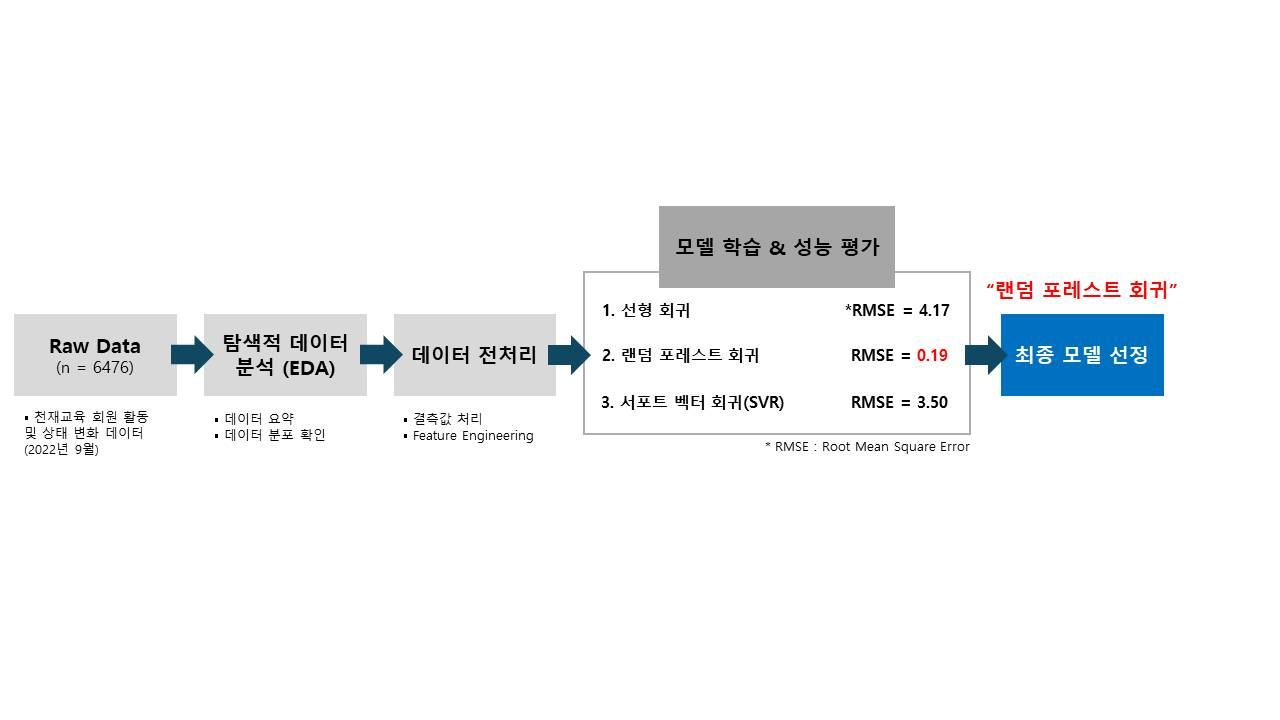 모델 학습 & 성능 평가
“랜덤 포레스트 회귀”
Raw Data
(n = 6476)
▪ 천재교육 회원 활동
및 상태 변화 데이터
(2022년 9월)
탐색적 데이터
분석 (EDA)
▪ 데이터 요약
▪ 데이터 분포 확인
데이터 전처리
▪ 결측값 처리
▪ Feature Engineering
1. 선형 회귀 *RMSE = 4.17
2. 랜덤 포레스트 회귀 RMSE = 0.19
3. 서포트 벡터 회귀(SVR) RMSE = 3.50
* RMSE : Root Mean Square Error
최종 모델 선정